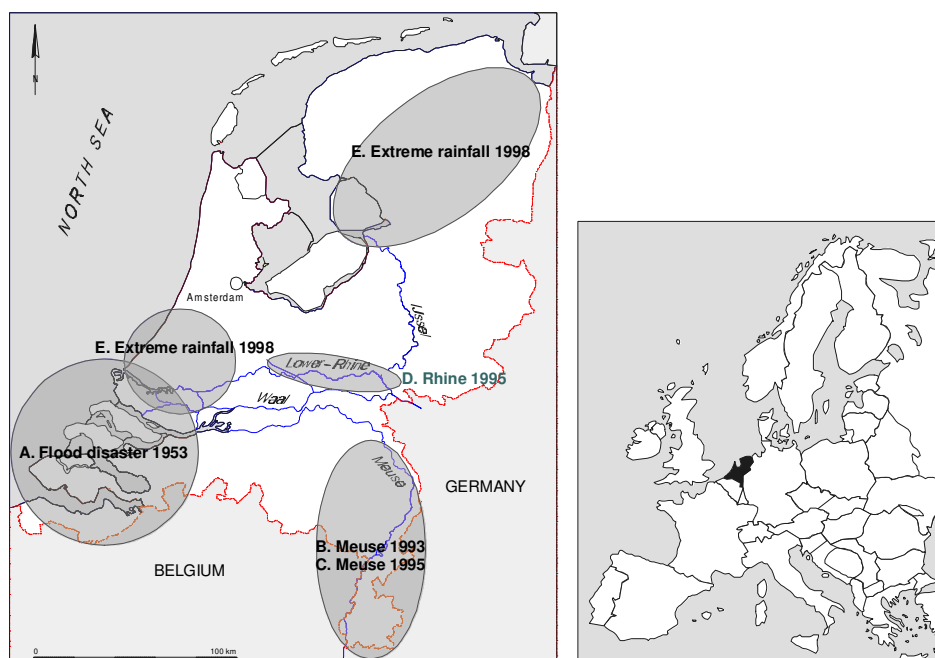 N
NORTH SEA
E. Extreme rainfall 1998
Amsterdam
IJssel
E. Extreme rainfall 1998
Lower-Rhine
D. Rhine 1995
Waal
A. Flood disaster 1953
Meuse
GERMANY
B. Meuse 1993
C. Meuse 1995
BELGIUM
0
100 km